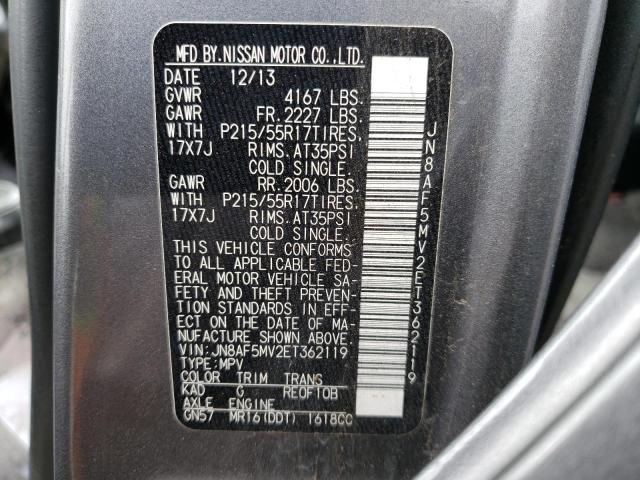 MFD BY.NISSAN MOTOR CO.,LTD.
DATE 12/13
GVWR 4167 LBS.
GAWR FR.2227 LBS.
WITH P215/55R17TIRES.
17X7J RIMS.AT35PSI
COLD SINGLE.
GAWR RR.2006 LBS.
WITH P215/55R17TIRES.
17X7J RIMS.AT35PSI
COLD SINGLE.
THIS VEHICLE CONFORMS
TO ALL APPLICABLE FED-
ERAL MOTOR VEHICLE SA-
FETY AND THEFT PREVEN-
TION STANDARDS IN EFF-
ECT ON THE DATE OF MA-
NUFACTURE SHOWN ABOVE.
VIN:JN8AF5MV2ET362119
TYPE:MPV
COLOR TRIM TRANS
KAD G RE0F10B
AXLE ENGINE
GN57 MR16(DDT) 1618CC
JN8AF5MV2ET362119